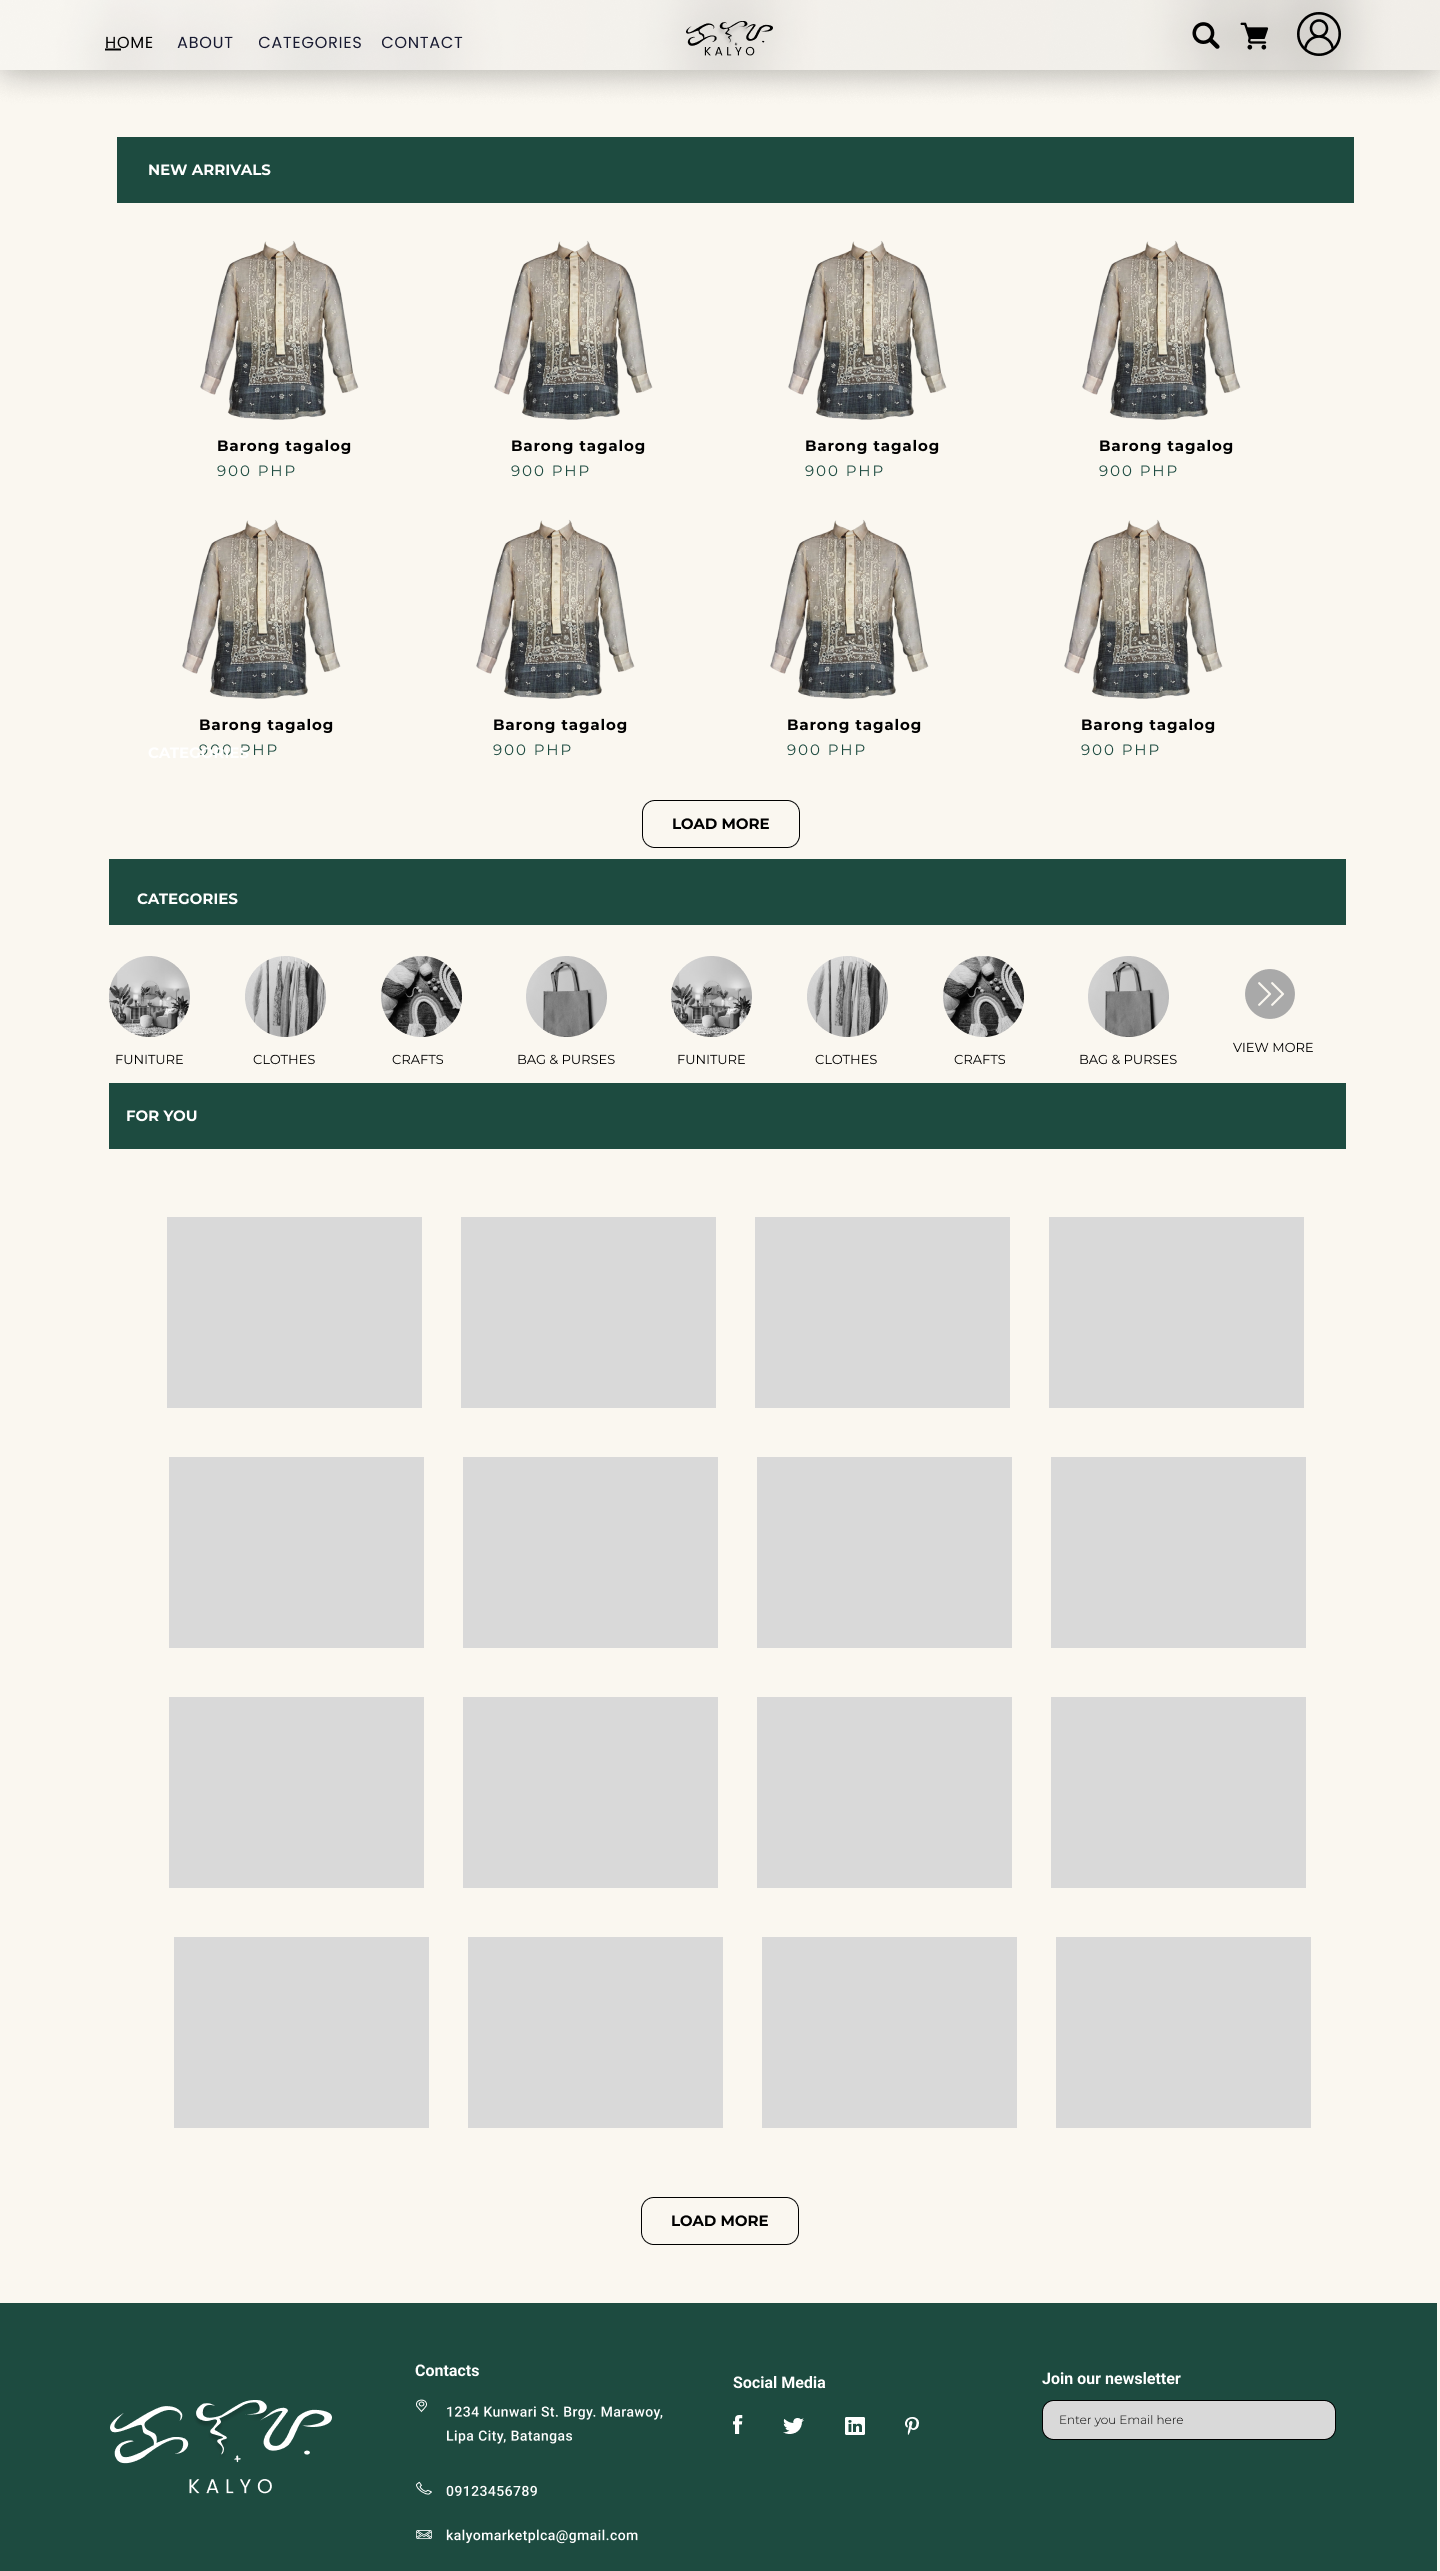 HOME ABOUT CATEGORIES CONTACT
KALYO
NEW ARRIVALS
Barong tagalog Barong tagalog Barong tagalog Barong tagalog
900 PHP 900 PHP 900 PHP 900 PHP
Barong tagalog Barong tagalog Barong tagalog Barong tagalog
CATEGORIES 900 PHP 900 PHP 900 PHP 900 PHP
LOAD MORE
CATEGORIES
FUNITURE CLOTHES CRAFTS BAG & PURSES FUNITURE CLOTHES CRAFTS BAG & PURSES VIEW MORE
FOR YOU
LOAD MORE
KALYO
Contacts
1234 Kunwari St. Brgy. Marawoy,
Lipa City, Batangas
09123456789
kalyomarketplca@gmail.com
Social Media
Join our newsletter
Enter you Email here